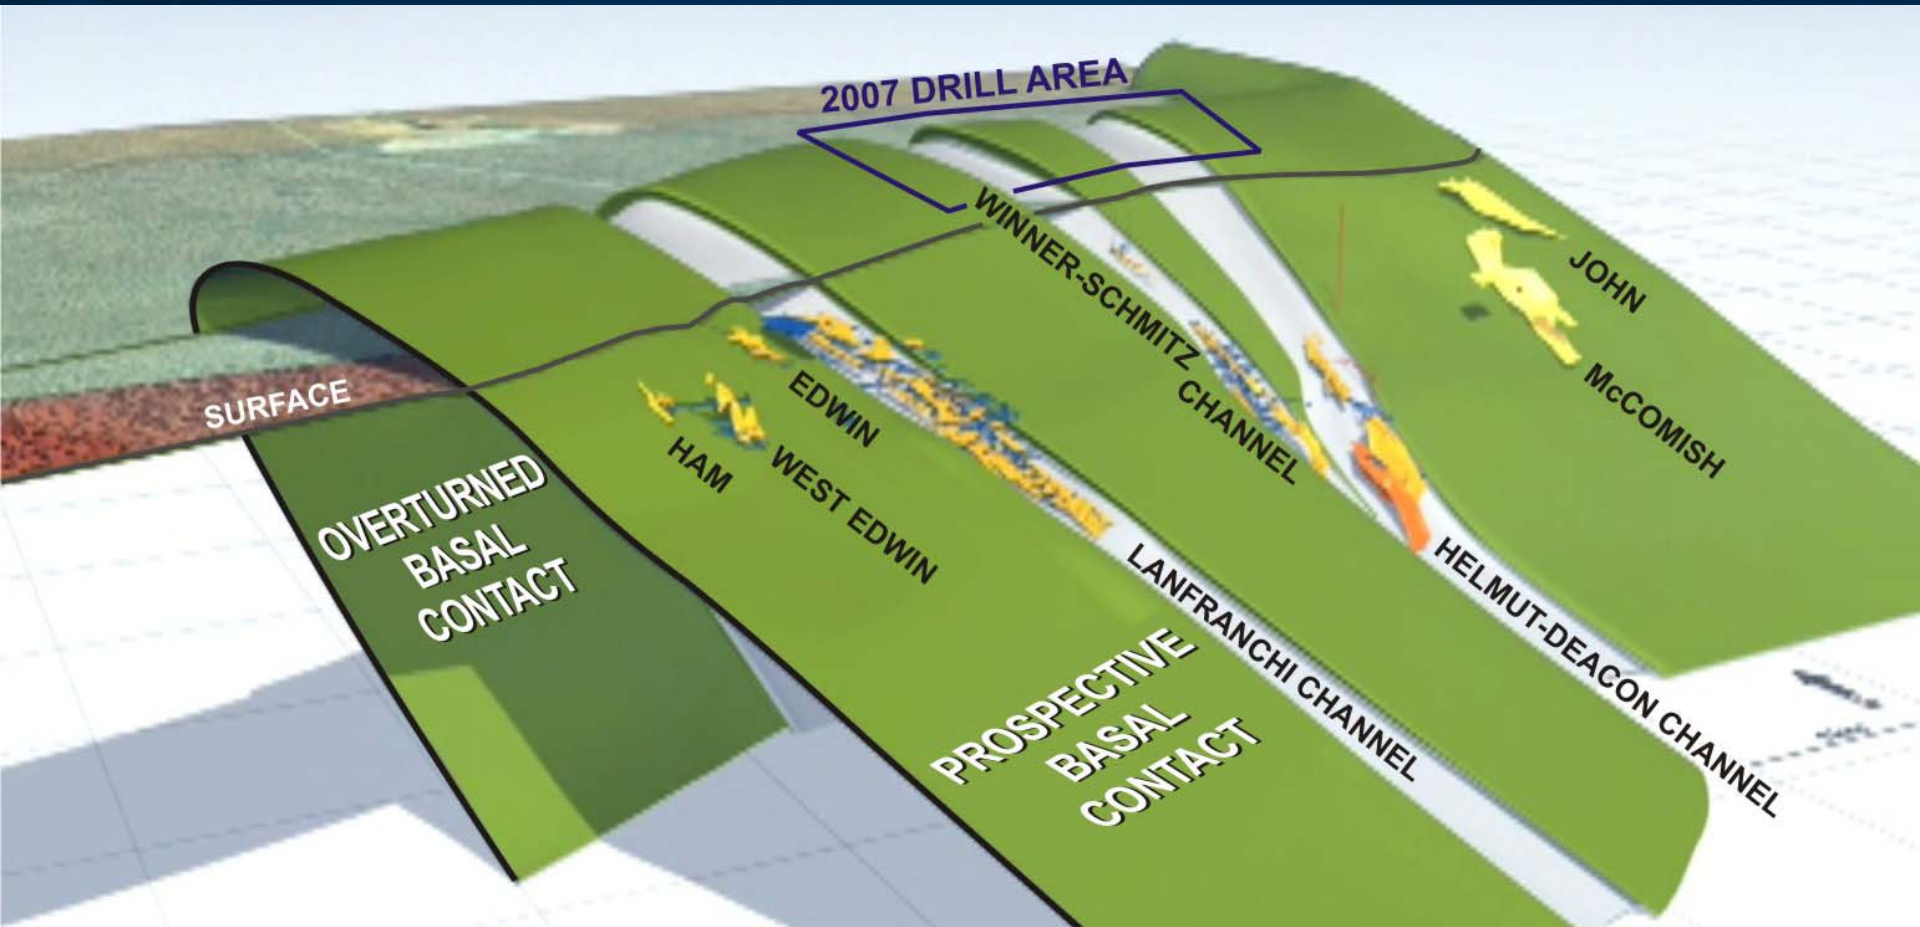 2007 DRILL AREA
WINNER-SCHMITZ
CHANNEL
JOHN
McCOMISH
SURFACE
EDWIN
HAM
WEST EDWIN
OVERTURNED
BASAL
CONTACT
LANFRANCHI CHANNEL
HELMUT-DEACON CHANNEL
PROSPECTIVE
BASAL
CONTACT